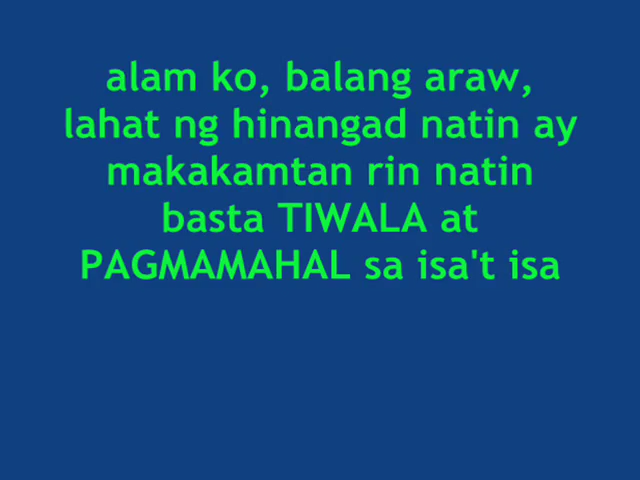 alam ko, balang araw,
lahat ng hinangad natin ay
makakamtan rin natin
basta TIWALA at
PAGMAMAHAL sa isa't isa